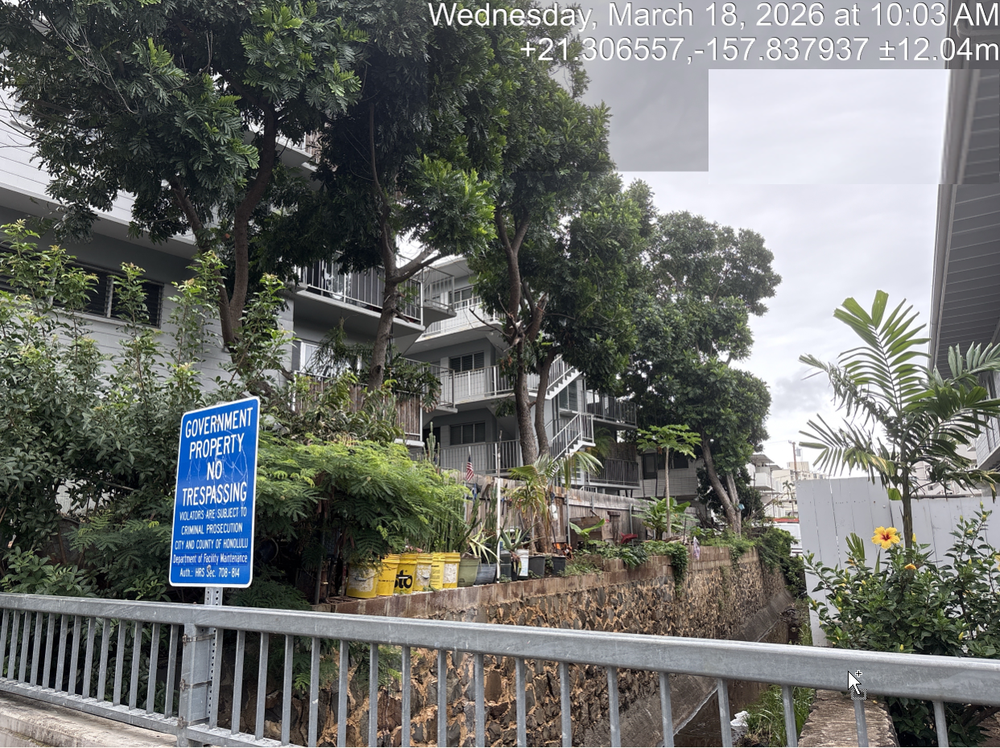 Wednesday, March 18, 2026 at 10:03 AM
+21.306557,-157.837937 ±12.04m
GOVERNMENT
PROPERTY
NO
TRESPASSING
VIOLATORS ARE SUBJECT TO
CRIMINAL PROSECUTION
CITY AND COUNTY OF HONOLULU
Department of Facility Maintenance
Auth.: HRS Sec. 708-814